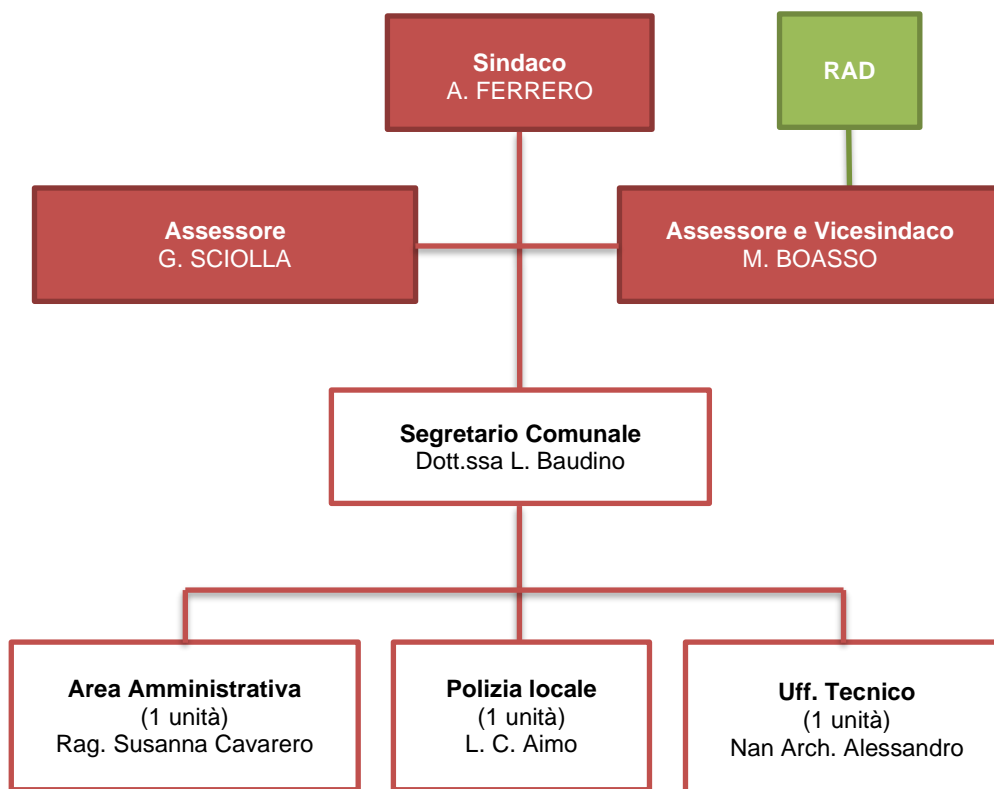 Sindaco
A. FERRERO
RAD
Assessore
G. SCIOLLA
Assessore e Vicesindaco
M. BOASSO
Segretario Comunale
Dott.ssa L. Baudino
Area Amministrativa
(1 unità)
Rag. Susanna Cavarero
Polizia locale
(1 unità)
L. C. Aimo
Uff. Tecnico
(1 unità)
Nan Arch. Alessandro